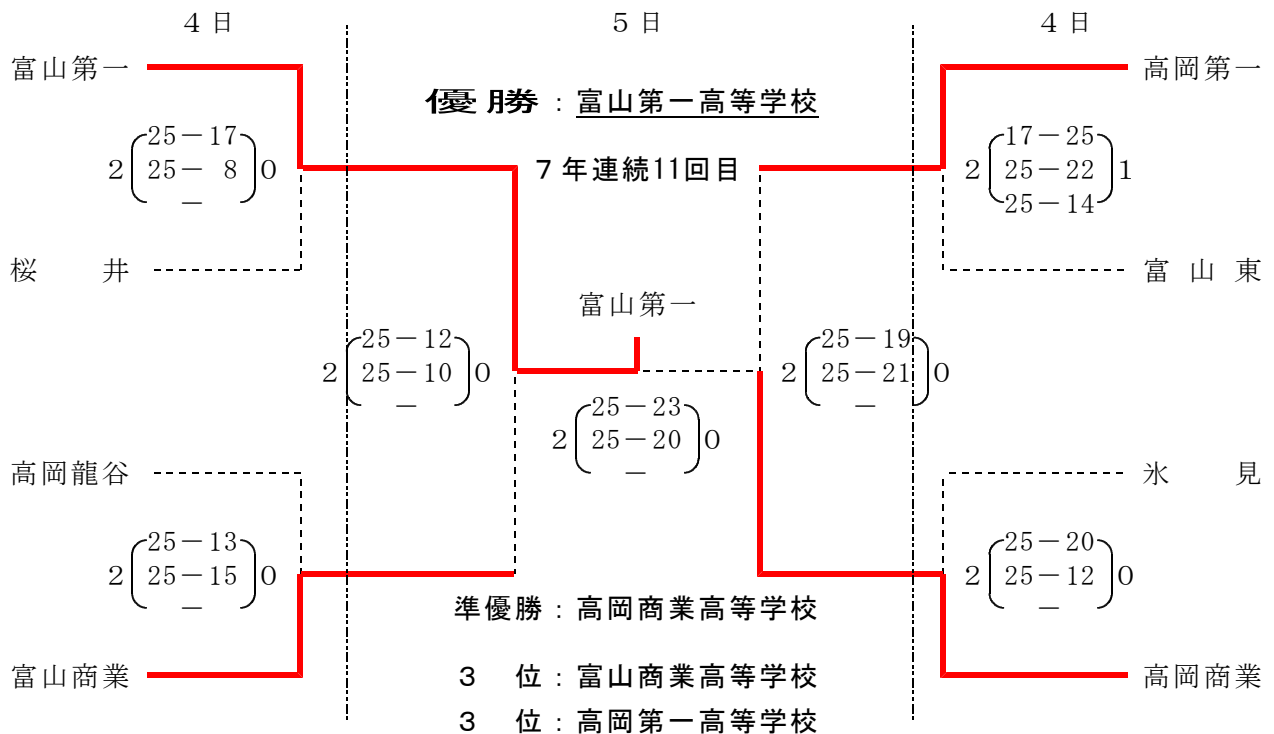 ４日 ５日 ４日
富山第一 高岡第一
優勝：富山第一高等学校
25－17 17－25
2 25－ 8 0 ７年連続11回目 2 25－22 1
－ 25－14
桜井 富山東
富山第一
25－12 25－19
2 25－10 0 2 25－21 0
－ －
25－23
2 25－20 0
－
高岡龍谷 氷見
25－13 25－20
2 25－15 0 2 25－12 0
－ －
準優勝：高岡商業高等学校
富山商業 ３ 位：富山商業高等学校 高岡商業
３ 位：高岡第一高等学校